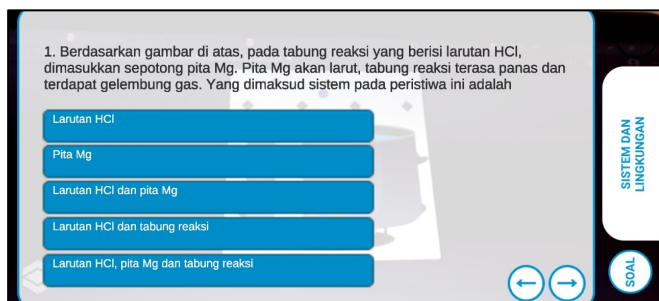 1. Berdasarkan gambar di atas, pada tabung reaksi yang berisi larutan HCl,
dimasukkan sepotong pita Mg. Pita Mg akan larut, tabung reaksi terasa panas dan
terdapat gelembung gas. Yang dimaksud sistem pada peristiwa ini adalah
Larutan HCl
Pita Mg
Larutan HCl dan pita Mg
Larutan HCl dan tabung reaksi
Larutan HCl, pita Mg dan tabung reaksi
SISTEM DAN
LINGKUNGAN
SOAL